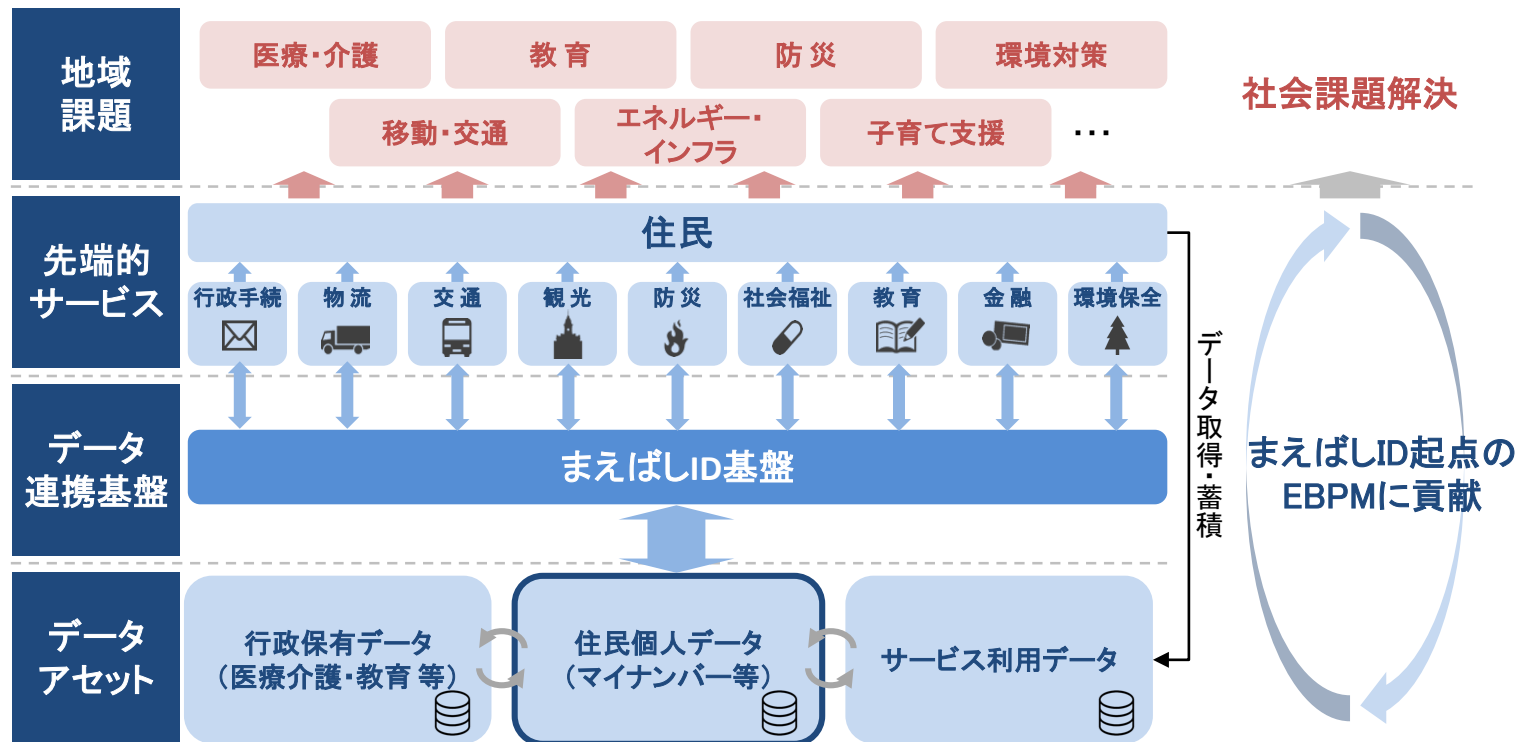 地域
課題
医療・介護
教育
防災
環境対策
移動・交通
エネルギー・
インフラ
子育て支援
…
社会課題解決
先端的
サービス
住民
行政手続
物流
交通
観光
防災
社会福祉
教育
金融
環境保全
データ取得・蓄積
データ
連携基盤
まえばしID基盤
まえばしID起点の
EBPMに貢献
データ
アセット
行政保有データ
（医療介護・教育 等）
住民個人データ
（マイナンバー等）
サービス利用データ